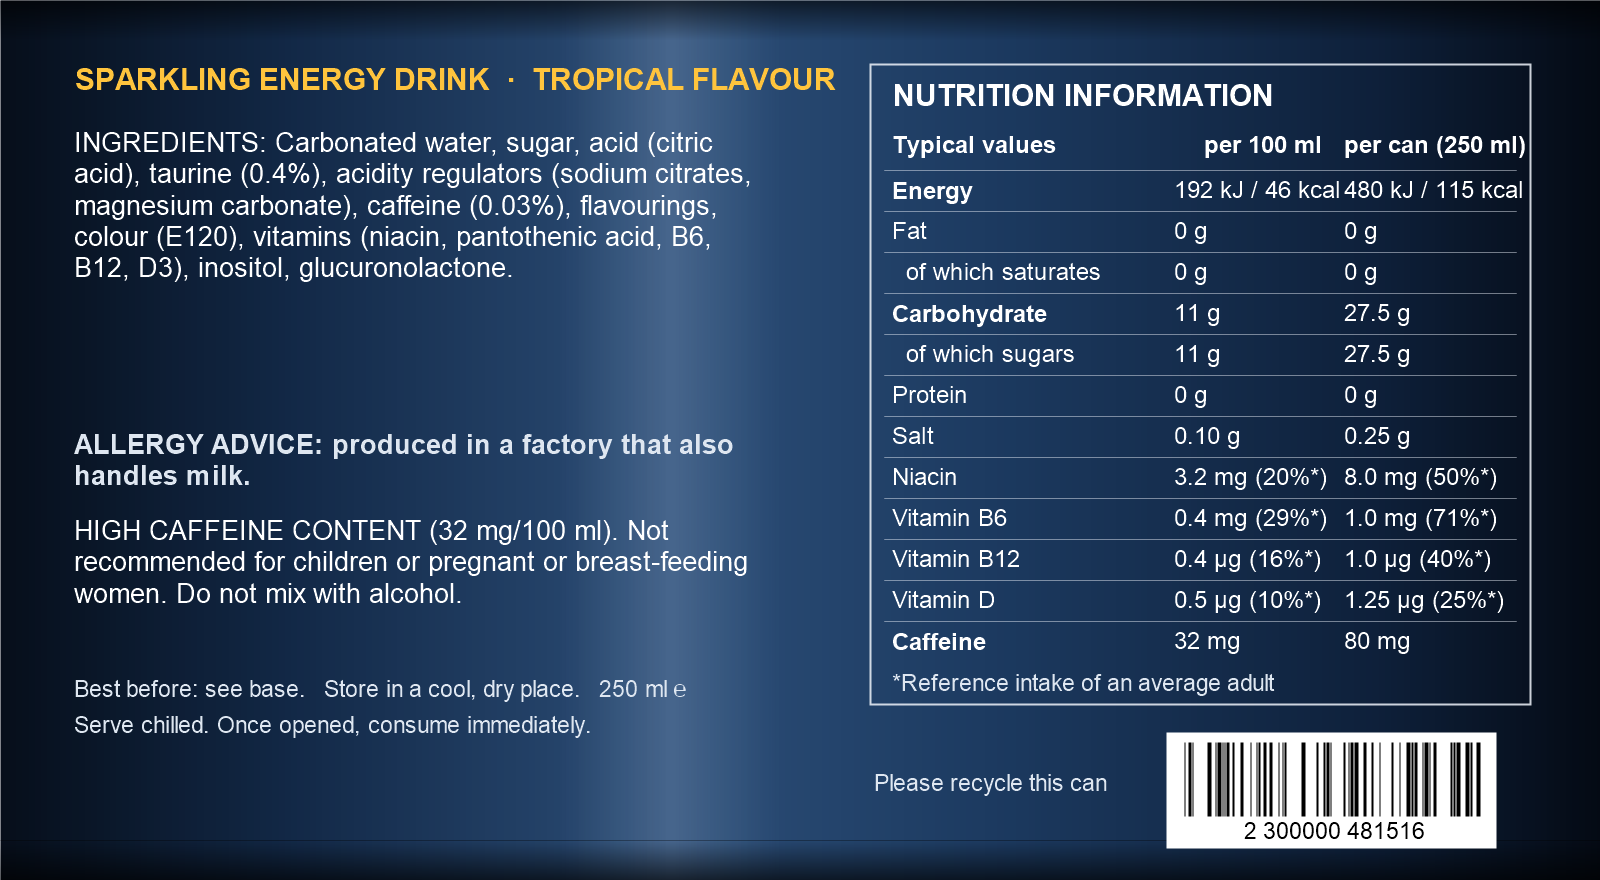 SPARKLING ENERGY DRINK · TROPICAL FLAVOUR
INGREDIENTS: Carbonated water, sugar, acid (citric
acid), taurine (0.4%), acidity regulators (sodium citrates,
magnesium carbonate), caffeine (0.03%), flavourings,
colour (E120), vitamins (niacin, pantothenic acid, B6,
B12, D3), inositol, glucuronolactone.
ALLERGY ADVICE: produced in a factory that also
handles milk.
HIGH CAFFEINE CONTENT (32 mg/100 ml). Not
recommended for children or pregnant or breast-feeding
women. Do not mix with alcohol.
Best before: see base. Store in a cool, dry place. 250 ml ℮
Serve chilled. Once opened, consume immediately.
NUTRITION INFORMATION
Typical values per 100 ml per can (250 ml)
Energy 192 kJ / 46 kcal 480 kJ / 115 kcal
Fat 0 g 0 g
of which saturates 0 g 0 g
Carbohydrate 11 g 27.5 g
of which sugars 11 g 27.5 g
Protein 0 g 0 g
Salt 0.10 g 0.25 g
Niacin 3.2 mg (20%*) 8.0 mg (50%*)
Vitamin B6 0.4 mg (29%*) 1.0 mg (71%*)
Vitamin B12 0.4 µg (16%*) 1.0 µg (40%*)
Vitamin D 0.5 µg (10%*) 1.25 µg (25%*)
Caffeine 32 mg 80 mg
*Reference intake of an average adult
Please recycle this can
2 300000 481516